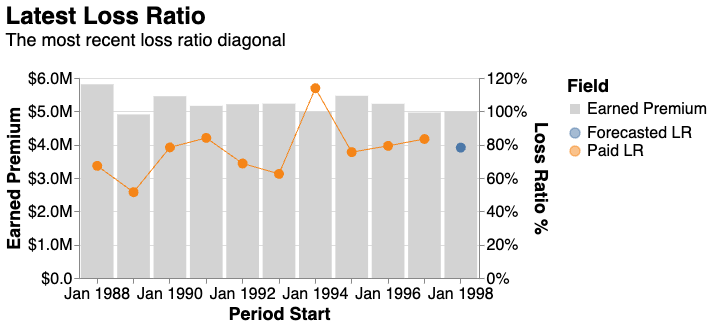 Latest Loss Ratio
The most recent loss ratio diagonal
$6.0M
$5.0M
$4.0M
$3.0M
$2.0M
$1.0M
$0.0
Earned Premium
120%
100%
80%
60%
40%
20%
0%
Loss Ratio %
Jan 1988 Jan 1990 Jan 1992 Jan 1994 Jan 1996 Jan 1998
Period Start
Field
Earned Premium
Forecasted LR
Paid LR